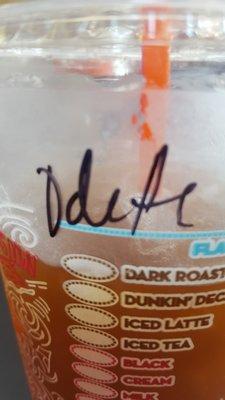 Odette
FLA
DARK ROAST
DUNKIN' DEC
ICED LATTE
ICED TEA
BLACK
CREAM
MILK